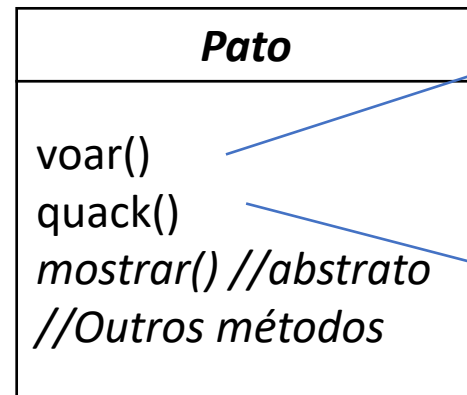 Pato
voar()
quack()
mostrar() //abstrato
//Outros métodos